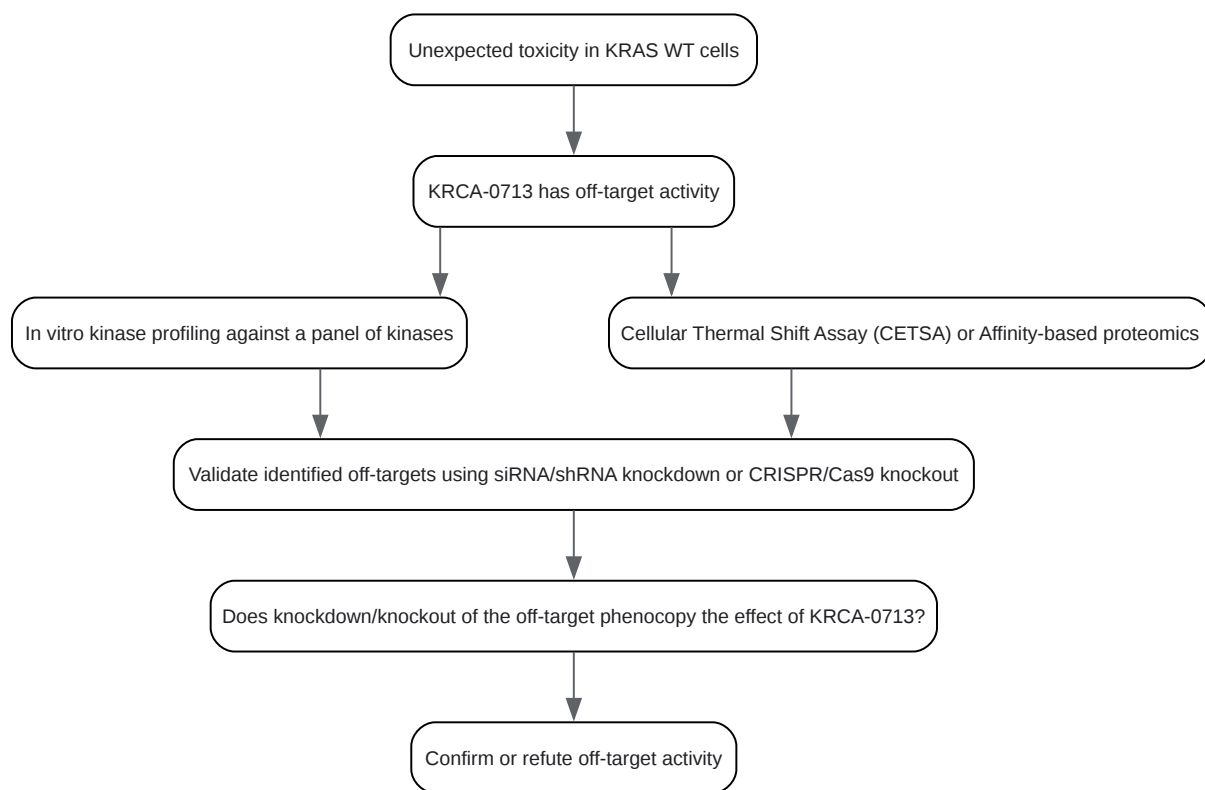 Unexpected toxicity in KRAS WT cells
KRCA-0713 has off-target activity
In vitro kinase profiling against a panel of kinases
Cellular Thermal Shift Assay (CETSA) or Affinity-based proteomics
Validate identified off-targets using siRNA/shRNA knockdown or CRISPR/Cas9 knockout
Does knockdown/knockout of the off-target phenocopy the effect of KRCA-0713?
Confirm or refute off-target activity